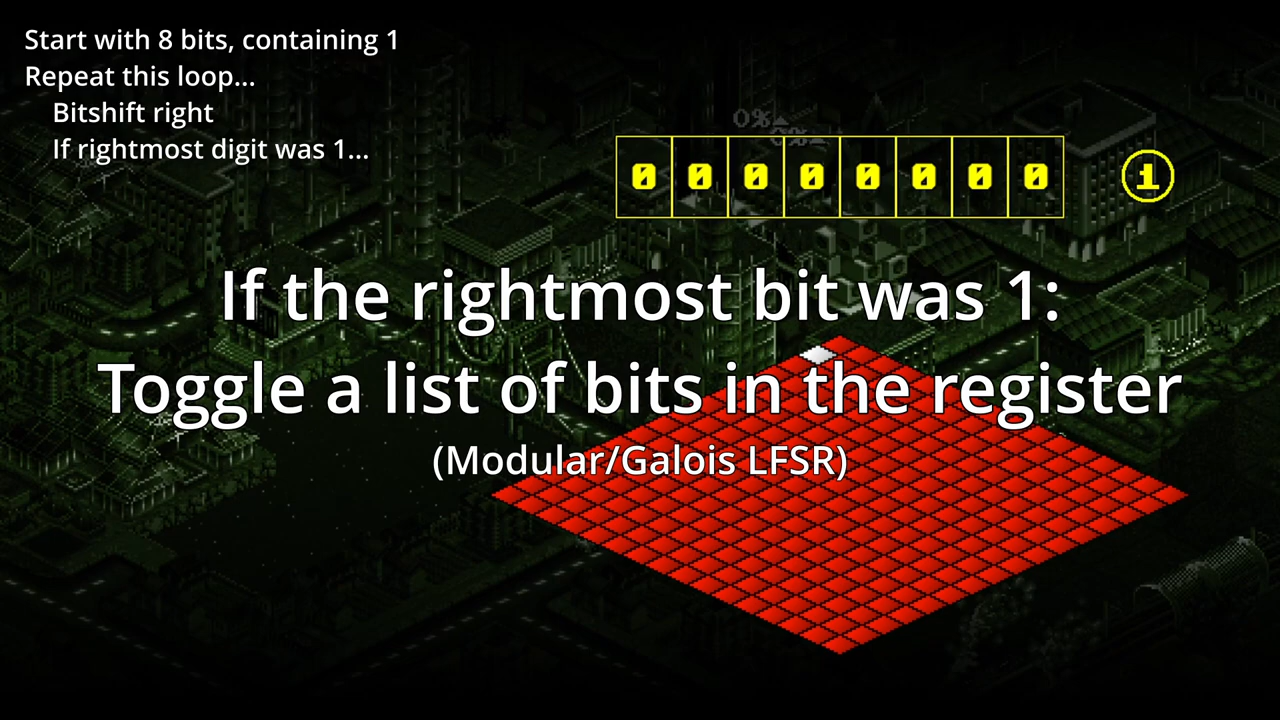 Start with 8 bits, containing 1
Repeat this loop...
Bitshift right
If rightmost digit was 1...
0%
0 0 0 0 0 0 0 0 1
If the rightmost bit was 1:
Toggle a list of bits in the register
(Modular/Galois LFSR)